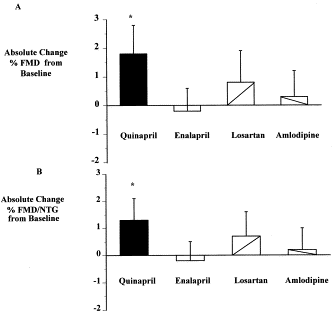 A
3
*
2
Absolute Change
% FMD from
Baseline
1
0
Quinapril Enalapril Losartan Amlodipine
-1
-2
B
3
*
Absolute Change
% FMD/NTG
from Baseline
2
1
0
Quinapril Enalapril Losartan Amlodipine
-1
-2